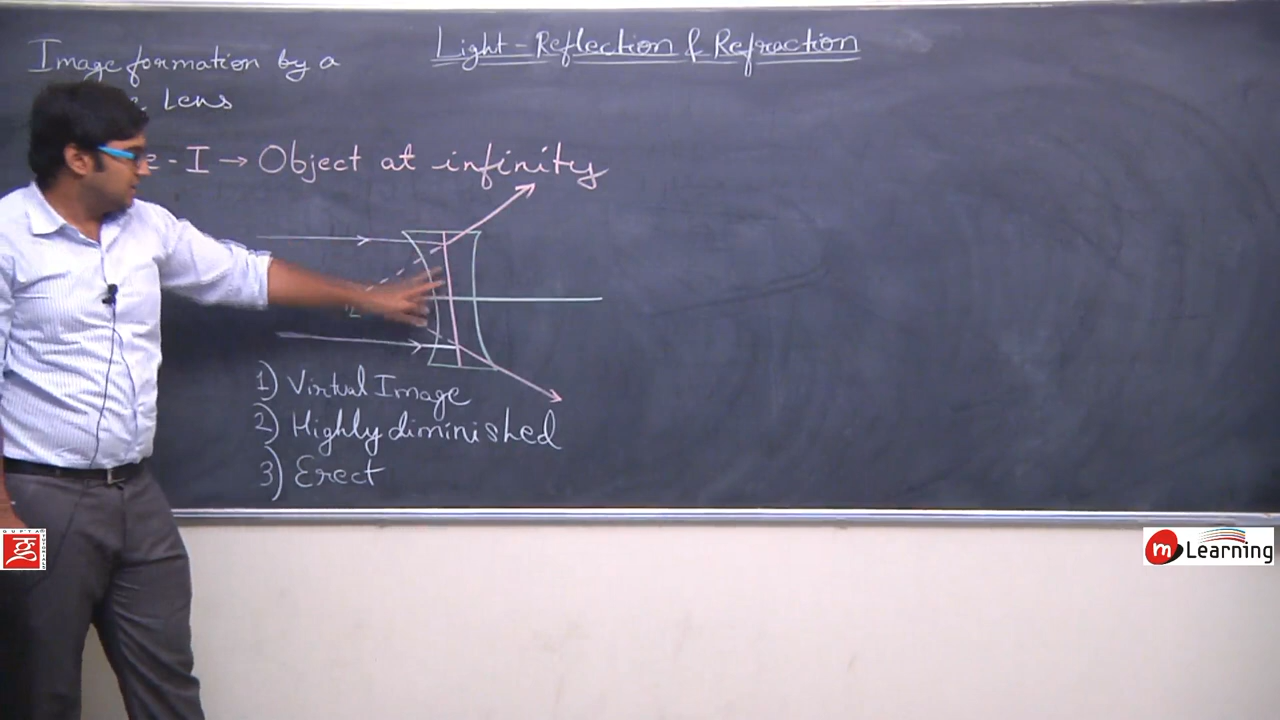 Light - Reflection & Refraction
Image formation by a
Lens
e - I → Object at infinity
1) Virtual Image
2) Highly diminished
3) Erect
GUPTA
m Learning